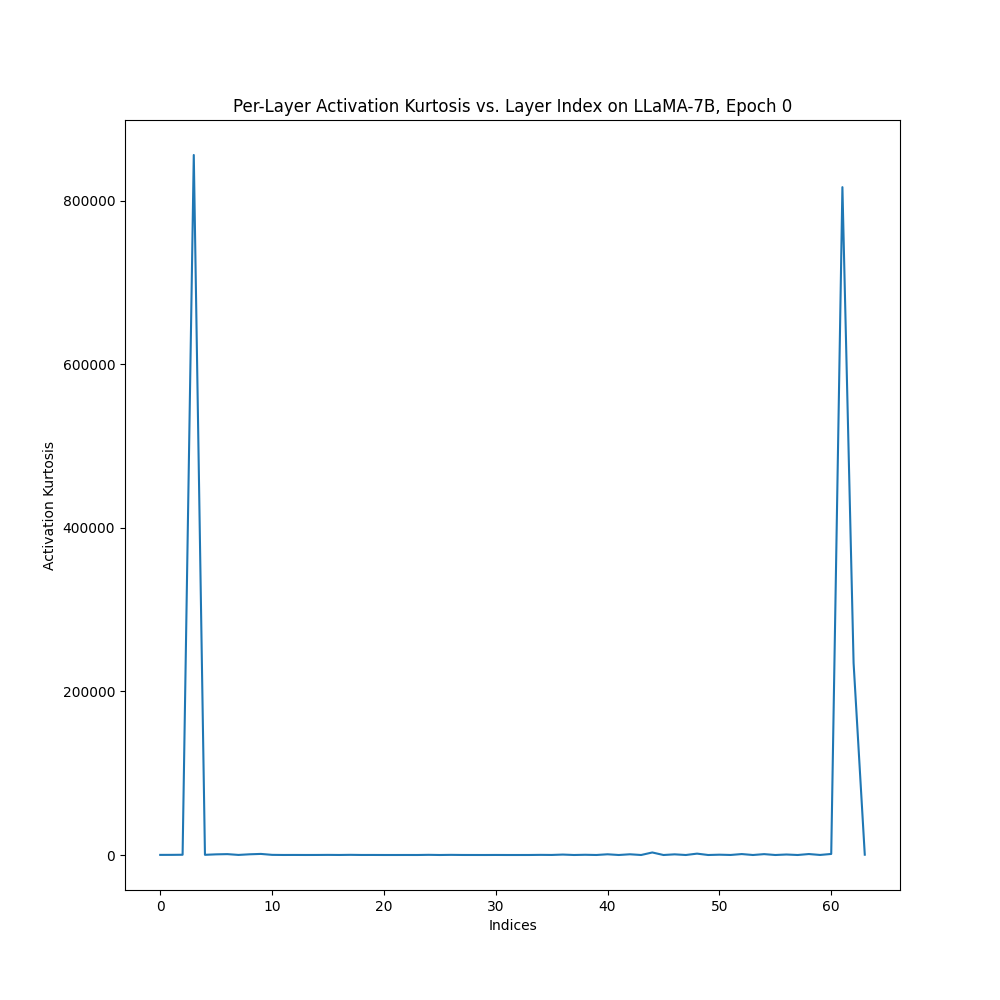 Per-Layer Activation Kurtosis vs. Layer Index on LLaMA-7B, Epoch 0
800000
600000
400000
200000
0
Activation Kurtosis
0 10 20 30 40 50 60
Indices